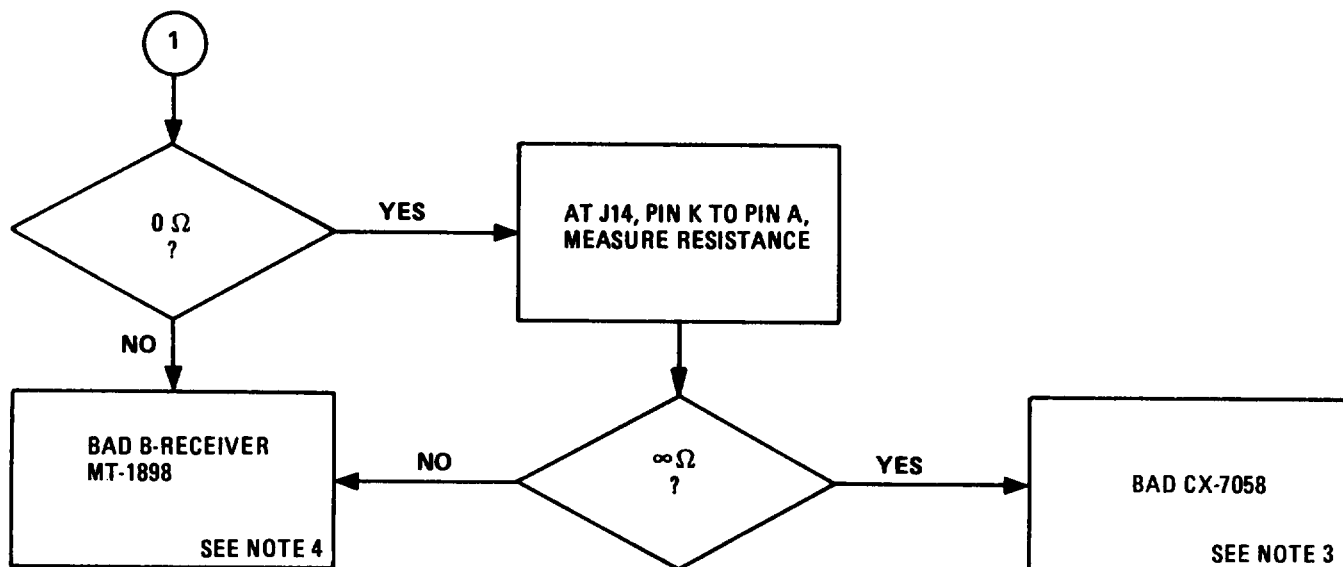 1
0 Ω
?
YES
AT J14, PIN K TO PIN A,
MEASURE RESISTANCE
NO
BAD B-RECEIVER
MT-1898
SEE NOTE 4
NO
∞ Ω
?
YES
BAD CX-7058
SEE NOTE 3